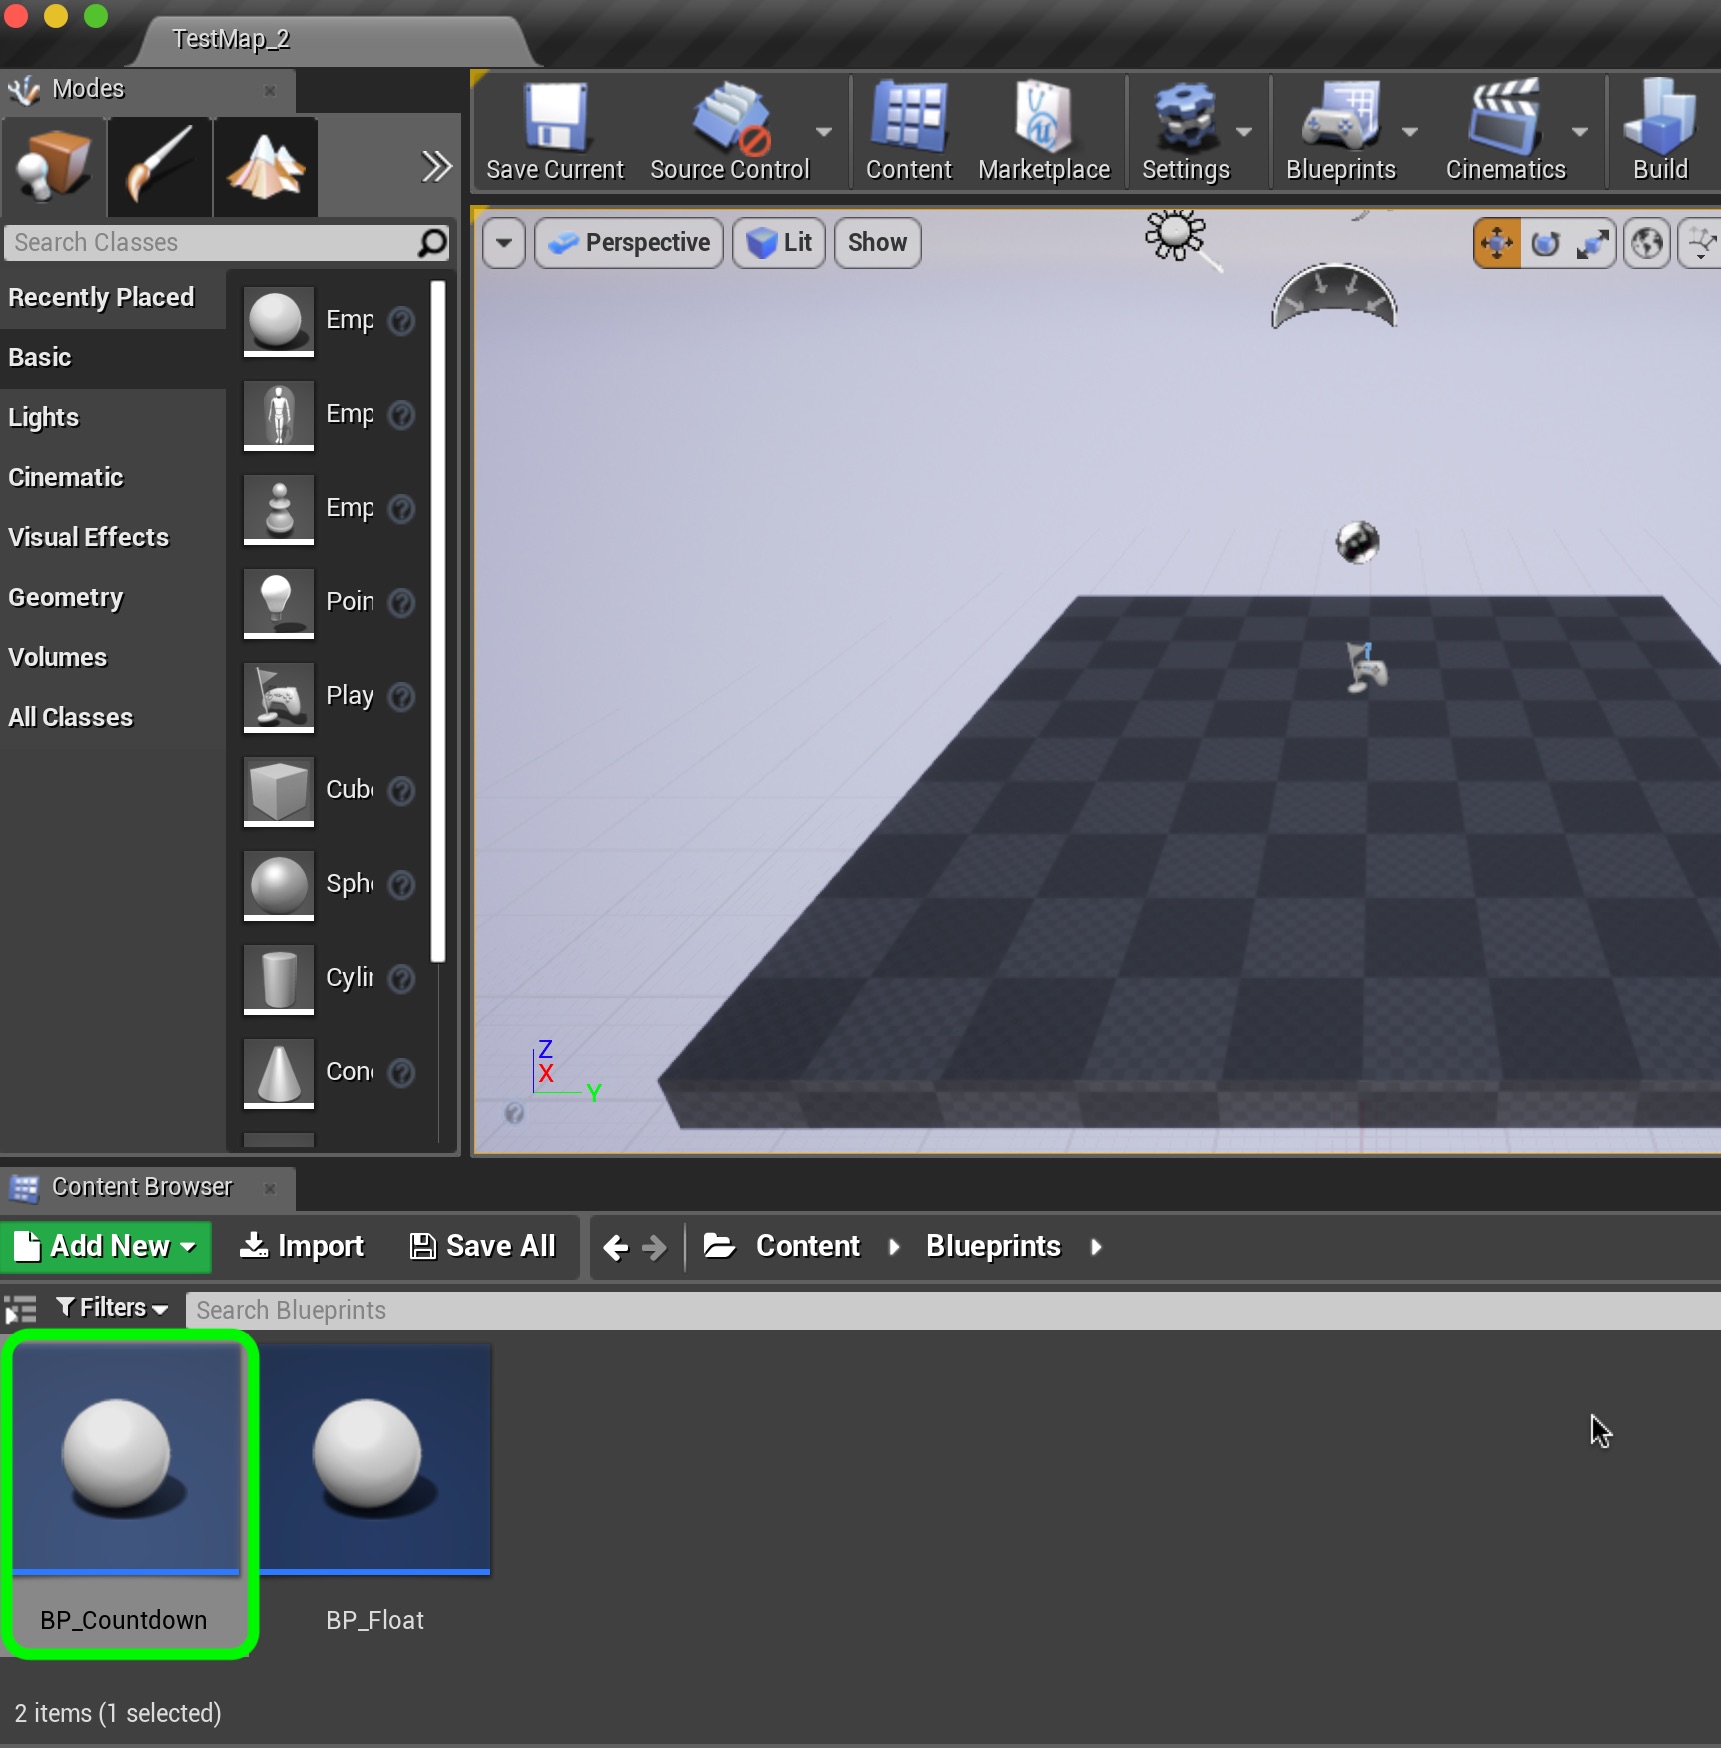 TestMap_2
Modes
Save Current
Source Control
Content
Marketplace
Settings
Blueprints
Cinematics
Build
Search Classes
Perspective
Lit
Show
Recently Placed
Basic
Lights
Cinematic
Visual Effects
Geometry
Volumes
All Classes
Emp
Emp
Emp
Poin
Play
Cub
Sph
Cylin
Con
Z
X
Y
Content Browser
Add New
Import
Save All
Content
Blueprints
Filters
Search Blueprints
BP_Countdown
BP_Float
2 items (1 selected)